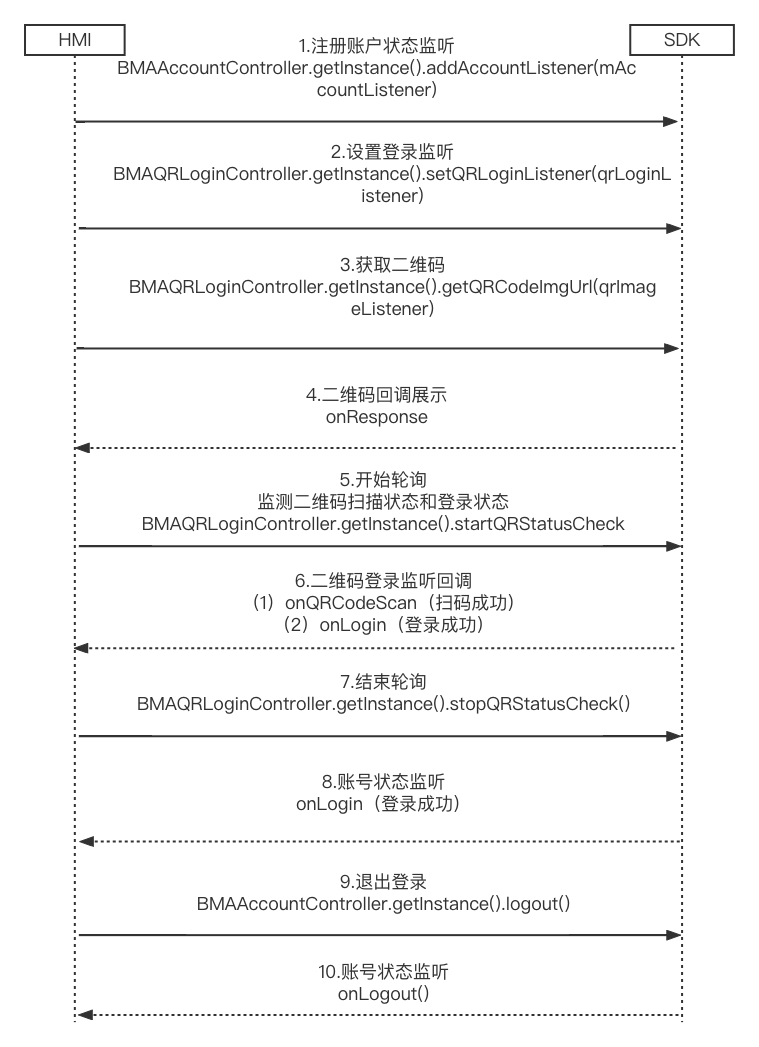 HMI
SDK
1.注册账户状态监听
BMAAccountController.getInstance().addAccountListener(mAc
countListener)
2.设置登录监听
BMAQRLoginController.getInstance().setQRLoginListener(qrLoginL
istener)
3.获取二维码
BMAQRLoginController.getInstance().getQRCodeImgUrl(qrImag
eListener)
4.二维码回调展示
onResponse
5.开始轮询
监测二维码扫描状态和登录状态
BMAQRLoginController.getInstance().startQRStatusCheck
6.二维码登录监听回调
（1）onQRCodeScan（扫码成功）
（2）onLogin（登录成功）
7.结束轮询
BMAQRLoginController.getInstance().stopQRStatusCheck()
8.账号状态监听
onLogin（登录成功）
9.退出登录
BMAAccountController.getInstance().logout()
10.账号状态监听
onLogout()